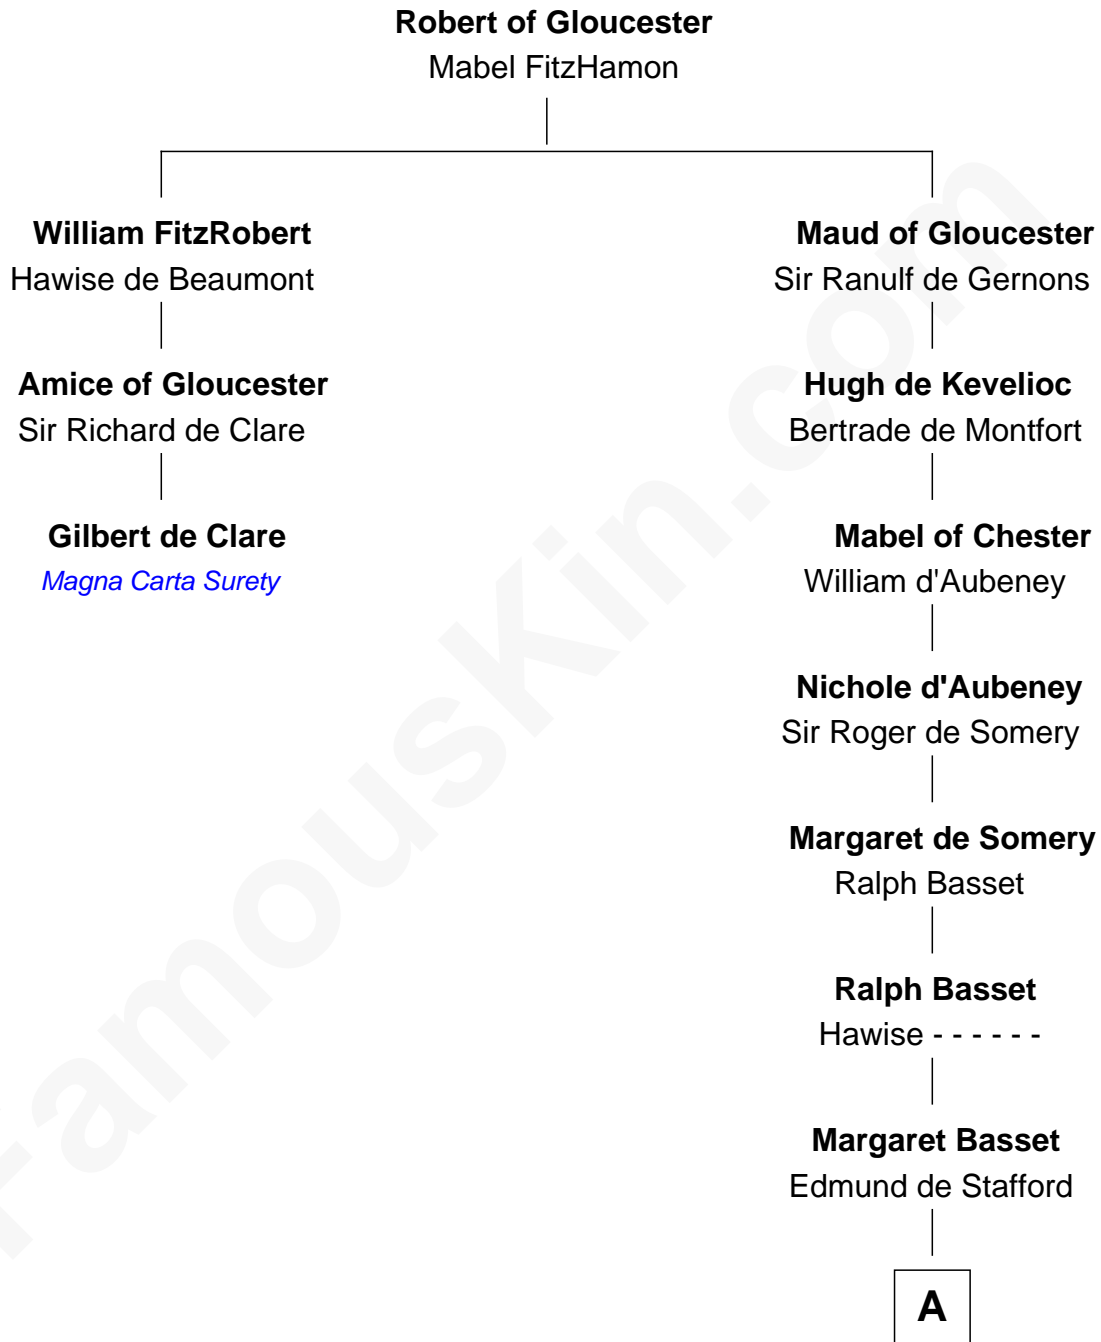 Robert of Gloucester
Mabel FitzHamon
William FitzRobert
Hawise de Beaumont
Maud of Gloucester
Sir Ranulf de Gernons
Amice of Gloucester
Sir Richard de Clare
Hugh de Kevelioc
Bertrade de Montfort
Gilbert de Clare
Magna Carta Surety
Mabel of Chester
William d'Aubeney
Nichole d'Aubeney
Sir Roger de Somery
Margaret de Somery
Ralph Basset
Ralph Basset
Hawise - - - - - -
Margaret Basset
Edmund de Stafford
A
FamousKin.com